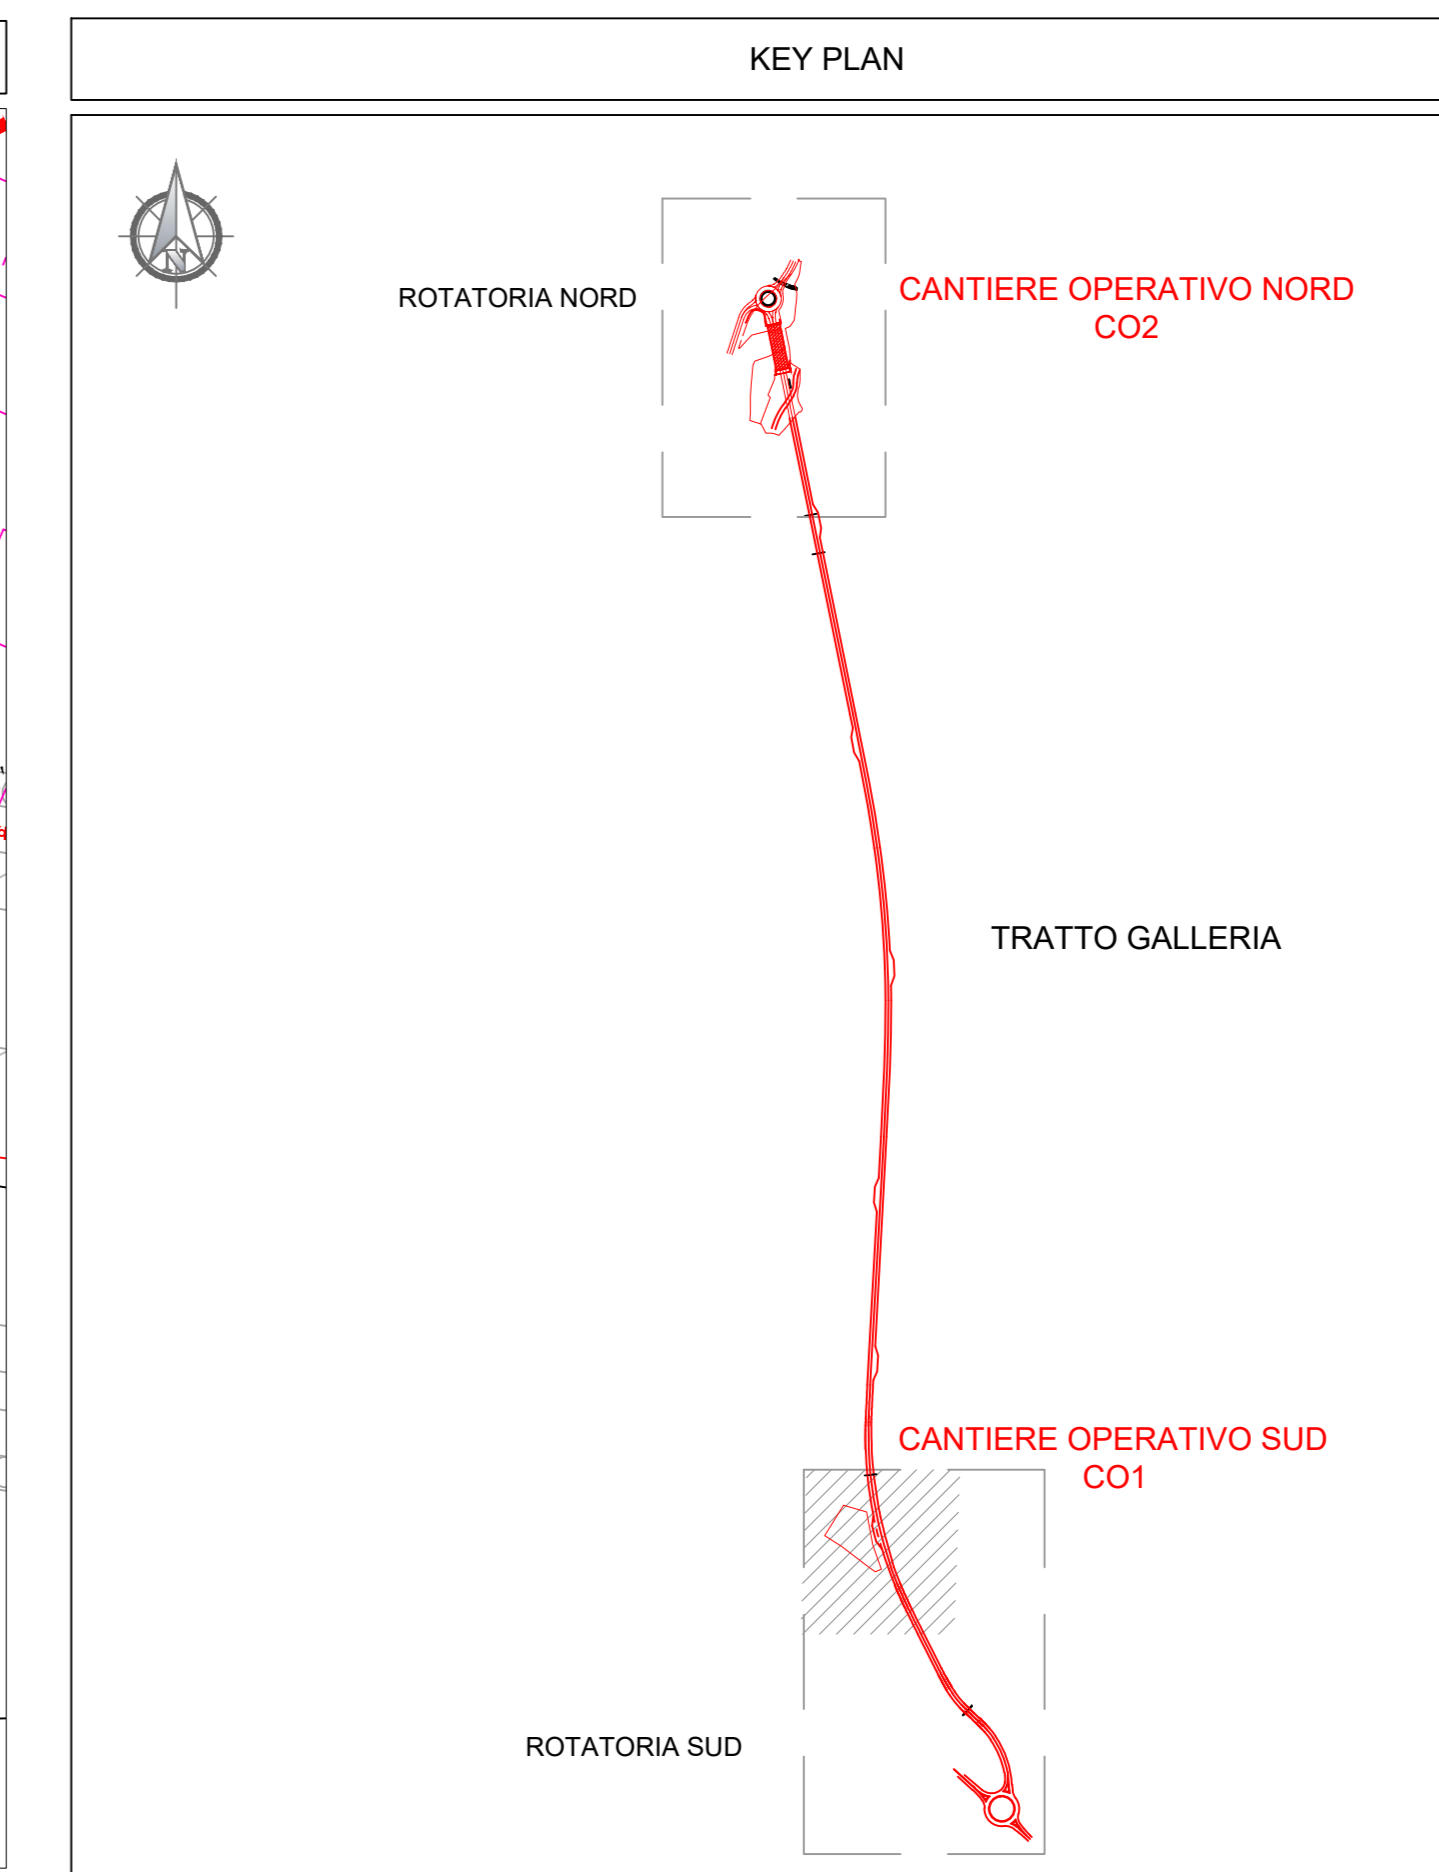 KEY PLAN
N
ROTATORIA NORD
CANTIERE OPERATIVO NORD
CO2
TRATTO GALLERIA
CANTIERE OPERATIVO SUD
CO1
ROTATORIA SUD